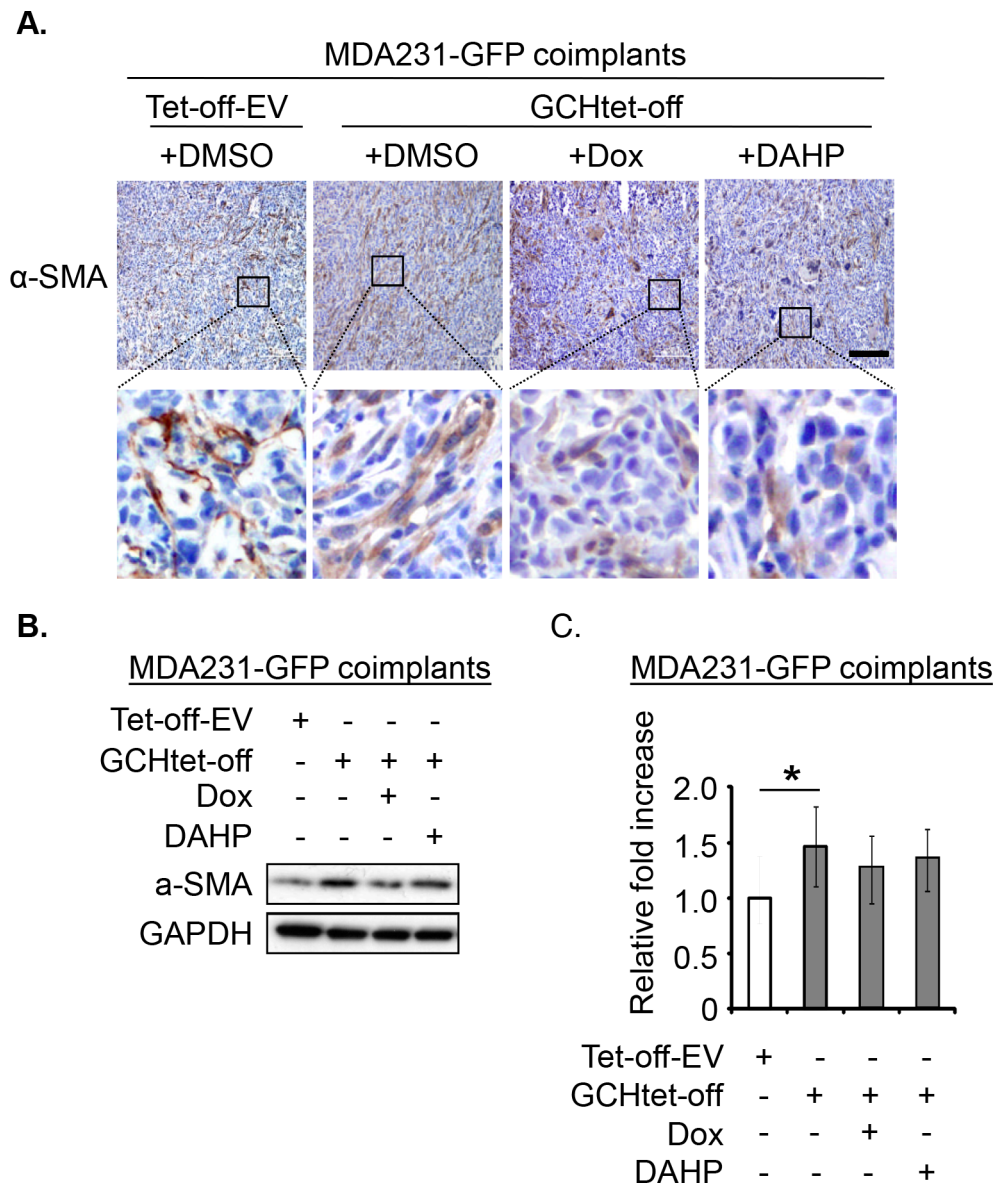 A.
MDA231-GFP coimplants
Tet-off-EV GCHtet-off
+DMSO +DMSO +Dox +DAHP
α-SMA
B.
MDA231-GFP coimplants
Tet-off-EV + - - -
GCHtet-off - + + +
Dox - - + -
DAHP - - - +
a-SMA
GAPDH
C.
MDA231-GFP coimplants
Relative fold increase
*
2.0
1.5
1.0
0.5
0
Tet-off-EV + - - -
GCHtet-off - + + +
Dox - - + -
DAHP - - - +